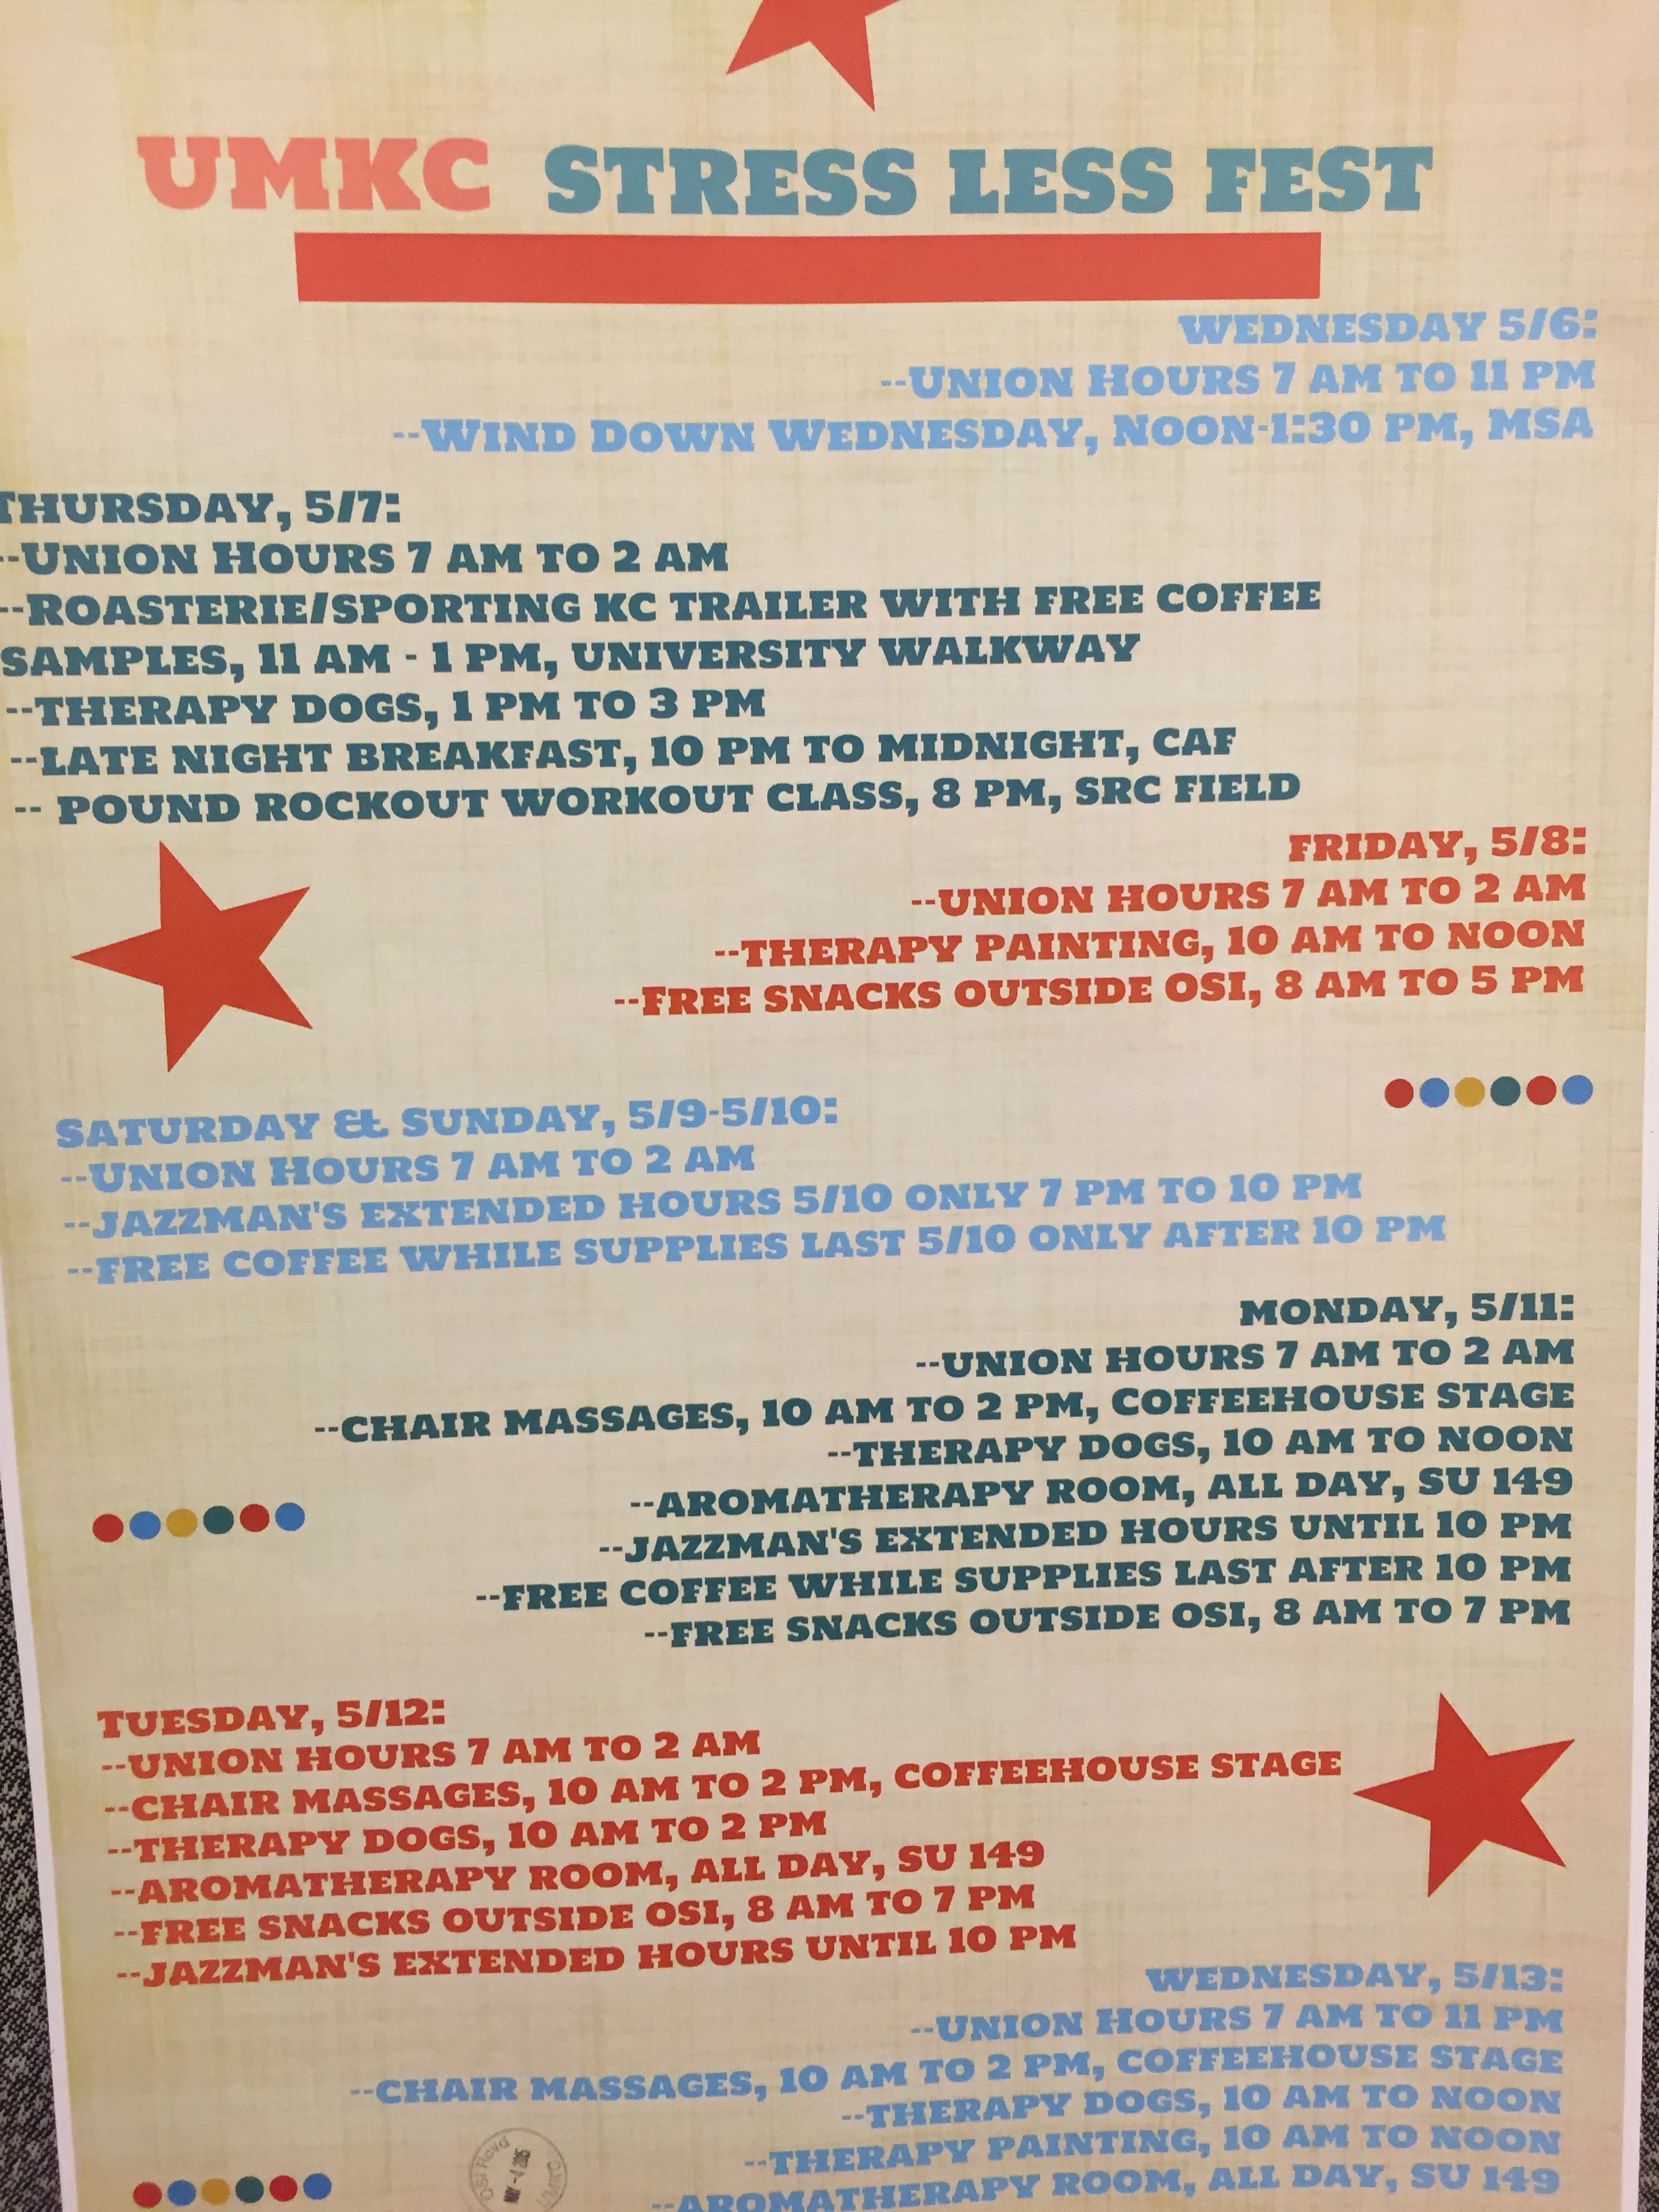 UMKC STRESS LESS FEST
WEDNESDAY 5/6:
--UNION HOURS 7 AM TO 11 PM
--WIND DOWN WEDNESDAY, NOON-1:30 PM, MSA
THURSDAY, 5/7:
--UNION HOURS 7 AM TO 2 AM
--ROASTERIE/SPORTING KC TRAILER WITH FREE COFFEE
SAMPLES, 11 AM - 1 PM, UNIVERSITY WALKWAY
--THERAPY DOGS, 1 PM TO 3 PM
--LATE NIGHT BREAKFAST, 10 PM TO MIDNIGHT, CAF
-- POUND ROCKOUT WORKOUT CLASS, 8 PM, SRC FIELD
FRIDAY, 5/8:
--UNION HOURS 7 AM TO 2 AM
--THERAPY PAINTING, 10 AM TO NOON
--FREE SNACKS OUTSIDE OSI, 8 AM TO 5 PM
SATURDAY & SUNDAY, 5/9-5/10:
--UNION HOURS 7 AM TO 2 AM
--JAZZMAN'S EXTENDED HOURS 5/10 ONLY 7 PM TO 10 PM
--FREE COFFEE WHILE SUPPLIES LAST 5/10 ONLY AFTER 10 PM
MONDAY, 5/11:
--UNION HOURS 7 AM TO 2 AM
--CHAIR MASSAGES, 10 AM TO 2 PM, COFFEEHOUSE STAGE
--THERAPY DOGS, 10 AM TO NOON
--AROMATHERAPY ROOM, ALL DAY, SU 149
--JAZZMAN'S EXTENDED HOURS UNTIL 10 PM
--FREE COFFEE WHILE SUPPLIES LAST AFTER 10 PM
--FREE SNACKS OUTSIDE OSI, 8 AM TO 7 PM
TUESDAY, 5/12:
--UNION HOURS 7 AM TO 2 AM
--CHAIR MASSAGES, 10 AM TO 2 PM, COFFEEHOUSE STAGE
--THERAPY DOGS, 10 AM TO 2 PM
--AROMATHERAPY ROOM, ALL DAY, SU 149
--FREE SNACKS OUTSIDE OSI, 8 AM TO 7 PM
--JAZZMAN'S EXTENDED HOURS UNTIL 10 PM
WEDNESDAY, 5/13:
--UNION HOURS 7 AM TO 11 PM
--CHAIR MASSAGES, 10 AM TO 2 PM, COFFEEHOUSE STAGE
--THERAPY DOGS, 10 AM TO NOON
--THERAPY PAINTING, 10 AM TO NOON
--AROMATHERAPY ROOM, ALL DAY, SU 149
OSI Rcvd
UMKC